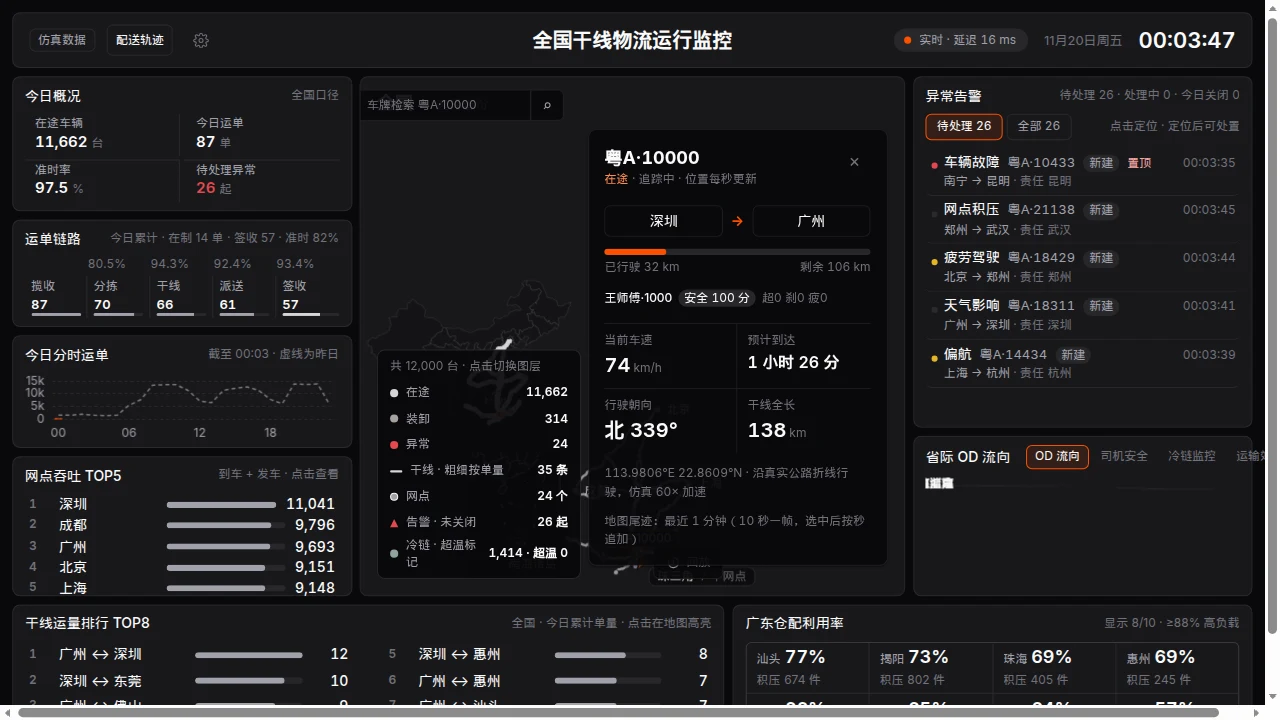 仿真数据
配送轨迹
全国干线物流运行监控
实时 · 延迟 16 ms
11月20日周五
00:03:47
今日概况
全国口径
在途车辆
11,662 台
今日运单
87 单
准时率
97.5 %
待处理异常
26 起
运单链路
今日累计 · 在制 14 单 · 签收 57 · 准时 82%
80.5%
94.3%
92.4%
93.4%
揽收
分拣
干线
派送
签收
87
70
66
61
57
今日分时运单
截至 00:03 · 虚线为昨日
15k
10k
5k
0
00
06
12
18
网点吞吐 TOP5
到车 + 发车 · 点击查看
1 深圳 11,041
2 成都 9,796
3 广州 9,693
4 北京 9,151
5 上海 9,148
车牌检索 粤A·10000
共 12,000 台 · 点击切换图层
在途 11,662
装卸 314
异常 24
干线 · 粗细按单量 35 条
网点 24 个
告警 · 未关闭 26 起
冷链 · 超温标
记
1,414 · 超温 0
粤A·10000
×
在途 · 追踪中 · 位置每秒更新
深圳 → 广州
已行驶 32 km
剩余 106 km
王师傅·1000 安全 100 分 超0 刹0 疲0
当前车速
74 km/h
预计到达
1 小时 26 分
行驶朝向
北 339°
干线全长
138 km
113.9806°E 22.8609°N · 沿真实公路折线行
驶，仿真 60× 加速
地图尾迹：最近 1 分钟（10 秒一帧，选中后按秒
追加）
网点
异常告警
待处理 26 · 处理中 0 · 今日关闭 0
待处理 26
全部 26
点击定位 · 定位后可处置
车辆故障 粤A·10433 新建 置顶 00:03:35
南宁 → 昆明 · 责任 昆明
网点积压 粤A·21138 新建 00:03:45
郑州 → 武汉 · 责任 武汉
疲劳驾驶 粤A·18429 新建 00:03:44
北京 → 郑州 · 责任 郑州
天气影响 粤A·18311 新建 00:03:41
广州 → 深圳 · 责任 深圳
偏航 粤A·14434 新建 00:03:39
上海 → 杭州 · 责任 杭州
省际 OD 流向
OD 流向
司机安全
冷链监控
干线运量排行 TOP8
全国 · 今日累计单量 · 点击在地图高亮
1 广州 ↔ 深圳 12
5 深圳 ↔ 惠州 8
2 深圳 ↔ 东莞 10
6 广州 ↔ 惠州 7
广东仓配利用率
显示 8/10 · ≥88% 高负载
汕头 77%
积压 674 件
揭阳 73%
积压 802 件
珠海 69%
积压 405 件
惠州 69%
积压 245 件